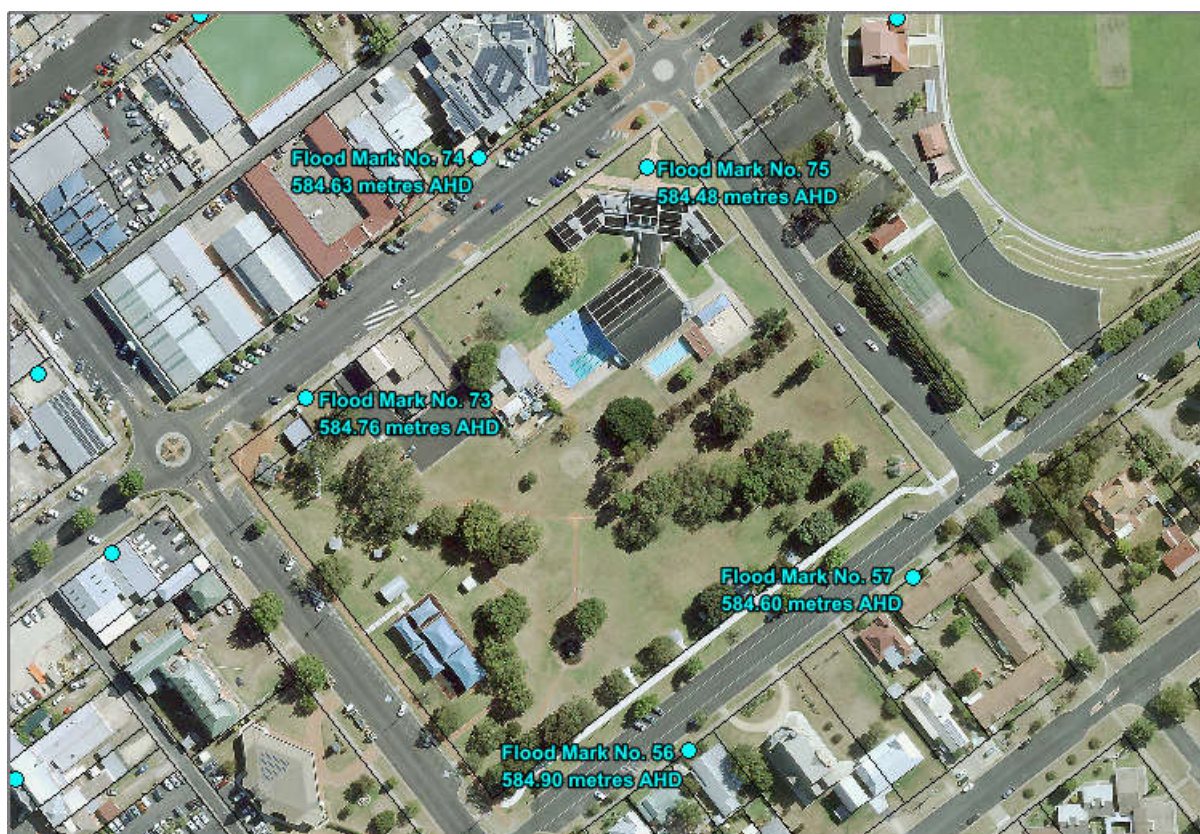 Flood Mark No. 74
584.63 metres AHD
Flood Mark No. 75
584.48 metres AHD
Flood Mark No. 73
584.76 metres AHD
Flood Mark No. 57
584.60 metres AHD
Flood Mark No. 56
584.90 metres AHD